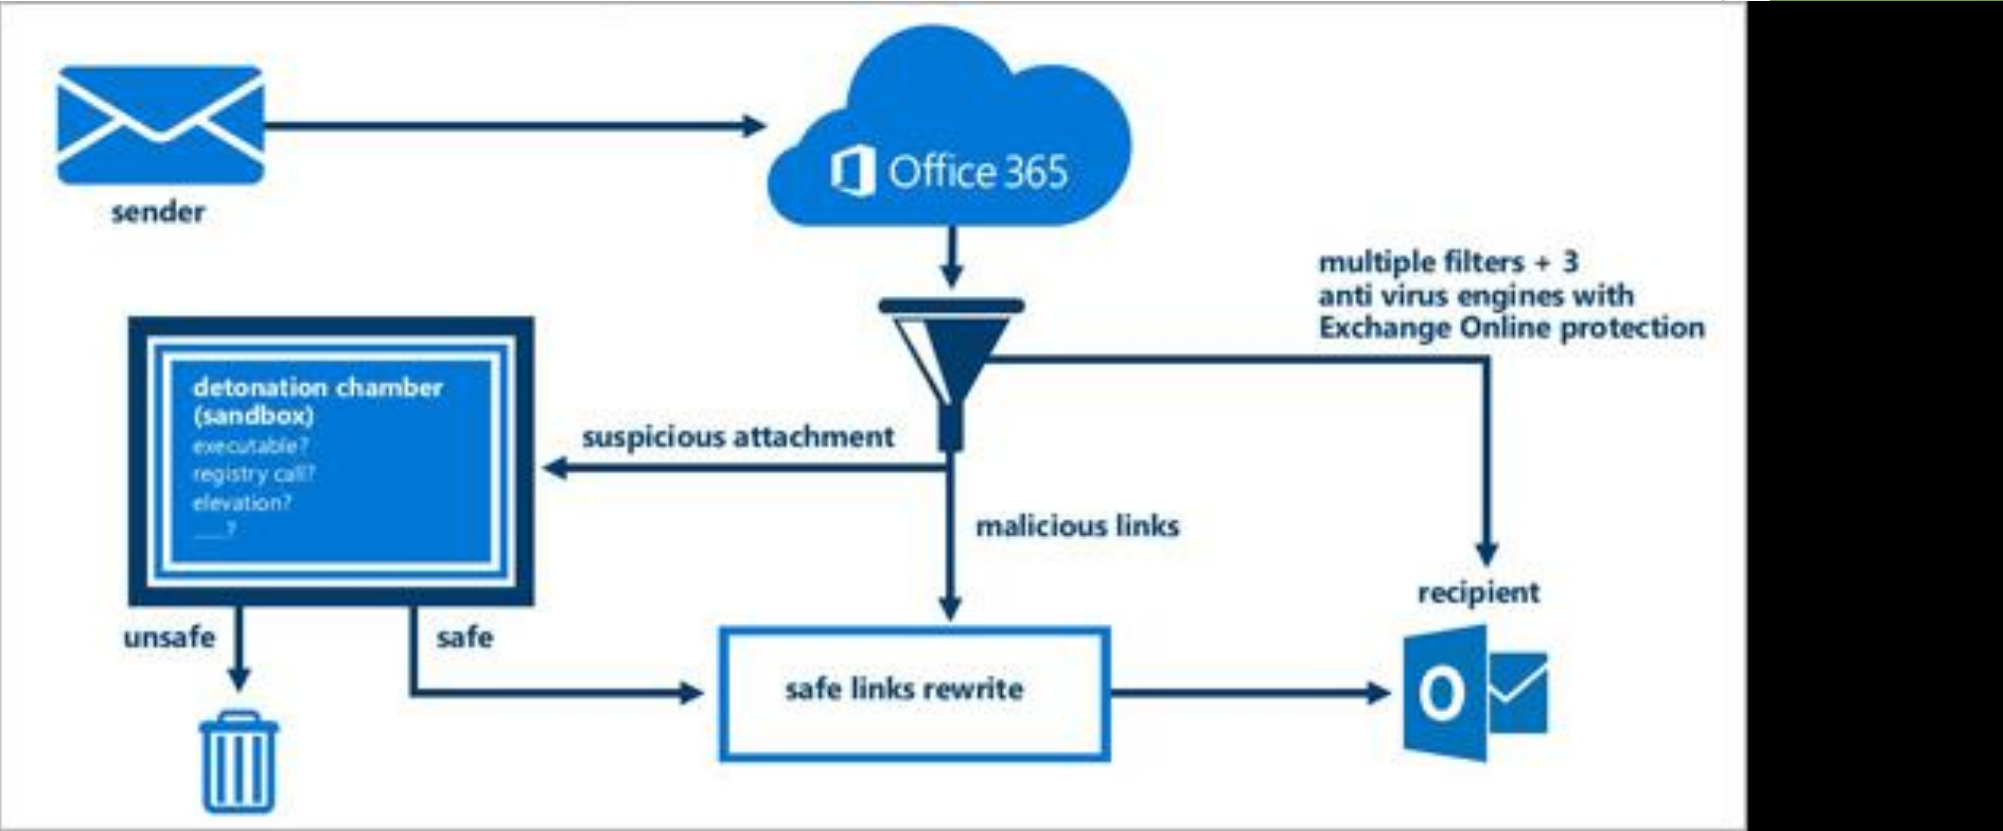 sender
Office 365
multiple filters + 3
anti virus engines with
Exchange Online protection
detonation chamber
(sandbox)
executable?
registry call?
elevation?
___?
suspicious attachment
malicious links
recipient
unsafe
safe
safe links rewrite
O